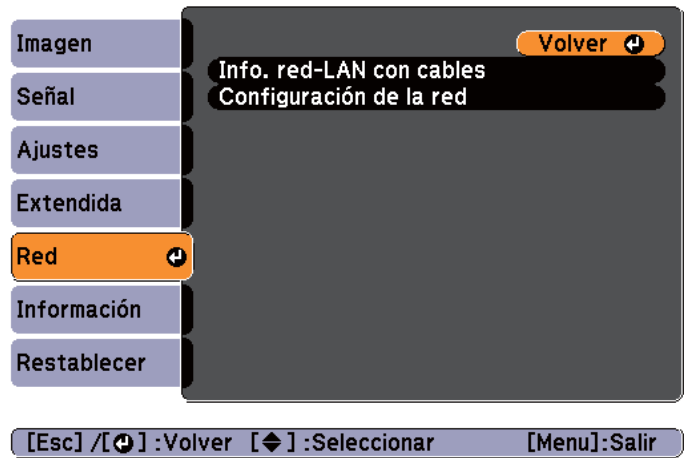 Imagen
Señal
Ajustes
Extendida
Red
Información
Restablecer
Volver
Info. red-LAN con cables
Configuración de la red
[Esc] /[ ] :Volver [ ] :Seleccionar [Menu]:Salir